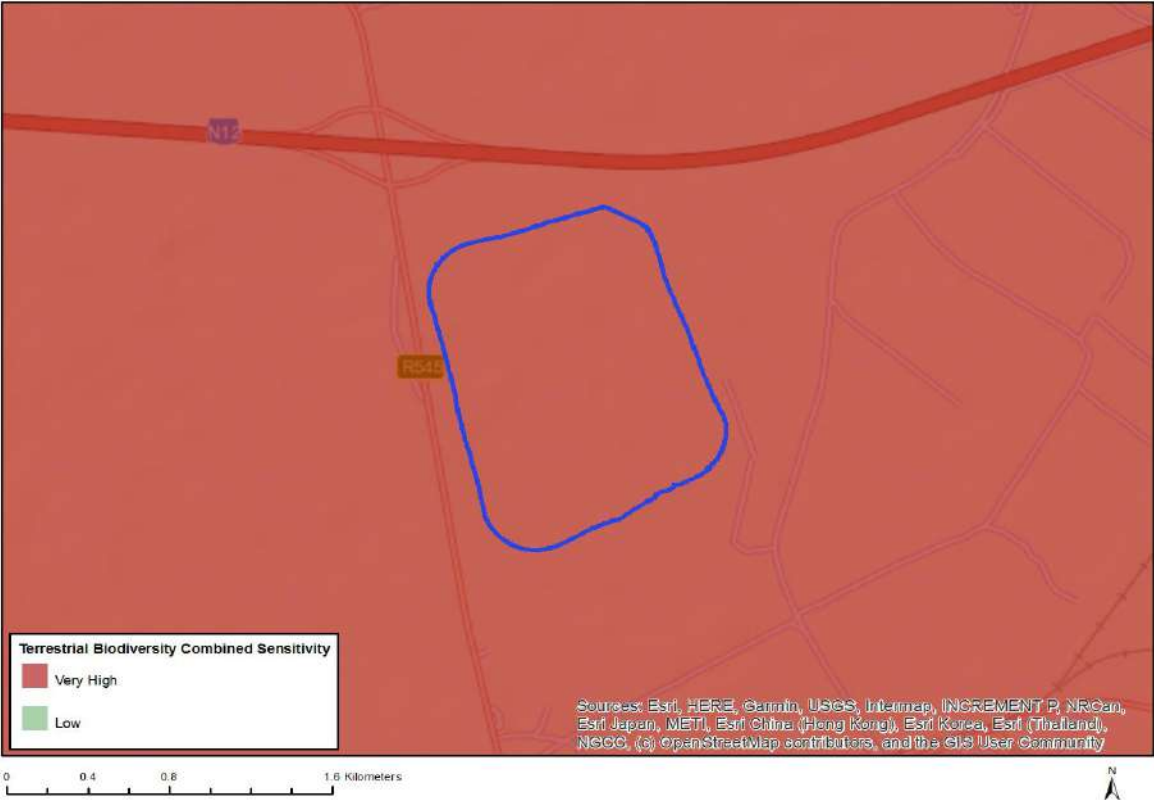 N12
R545
Terrestrial Biodiversity Combined Sensitivity
Very High
Low
Sources: Esri, HERE, Garmin, USGS, Intermap, INCREMENT P, NRCan,
Esri Japan, METI, Esri China (Hong Kong), Esri Korea, Esri (Thailand),
NGCC, (c) OpenStreetMap contributors, and the GIS User Community
0 0.4 0.8 1.6 Kilometers
N